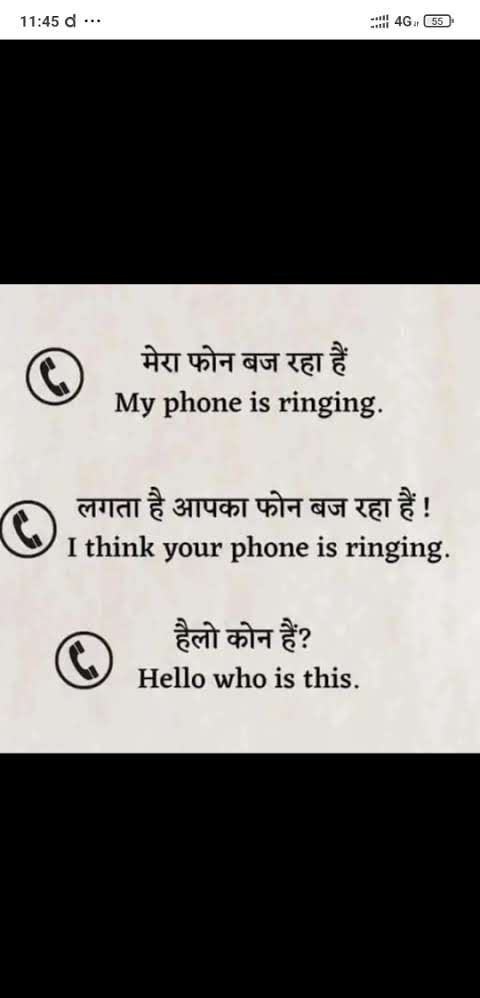 11:45 d ...
4G
55
मेरा फोन बज रहा हैं
My phone is ringing.
लगता है आपका फोन बज रहा हैं !
I think your phone is ringing.
हैलो कोन हैं?
Hello who is this.